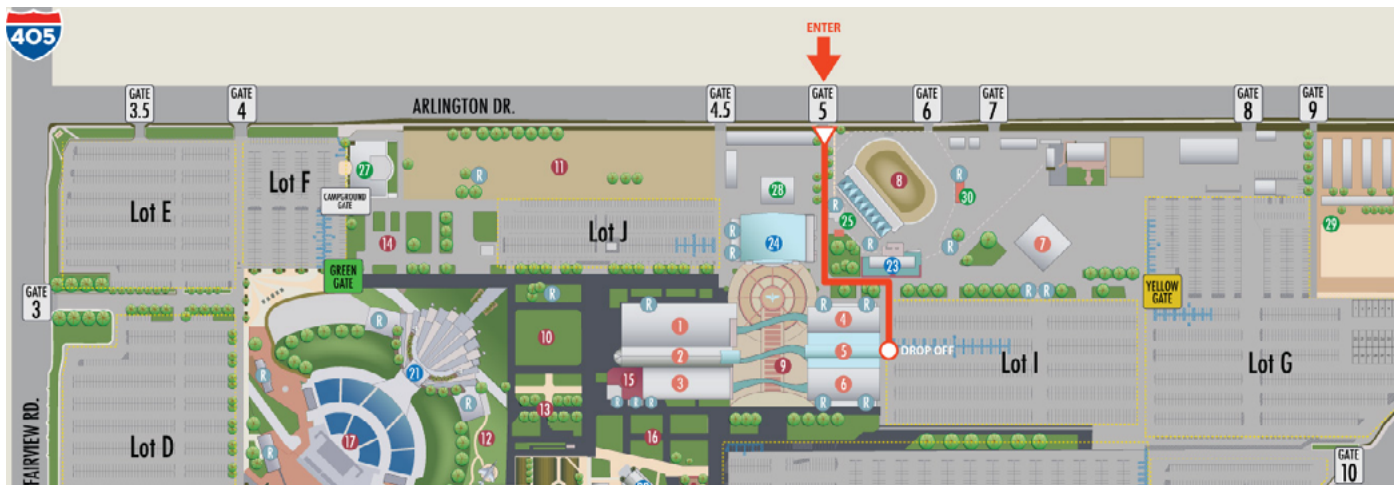 405
ENTER
GATE
3.5
GATE
4
ARLINGTON DR.
GATE
4.5
GATE
5
GATE
6
GATE
7
GATE
8
GATE
9
Lot E
Lot F
27
R
11
28
8
30
R
R
25
29
CAMPGROUND
GATE
14
Lot J
R
R
24
R
23
R
7
GREEN
GATE
YELLOW
GATE
GATE
3
R
R
R
R
R
R
R
1
10
4
2
5
DROP OFF
Lot I
Lot G
21
9
R
3
15
6
R
R
R
R
R
R
13
12
16
17
R
Lot D
FAIRVIEW RD.
GATE
10